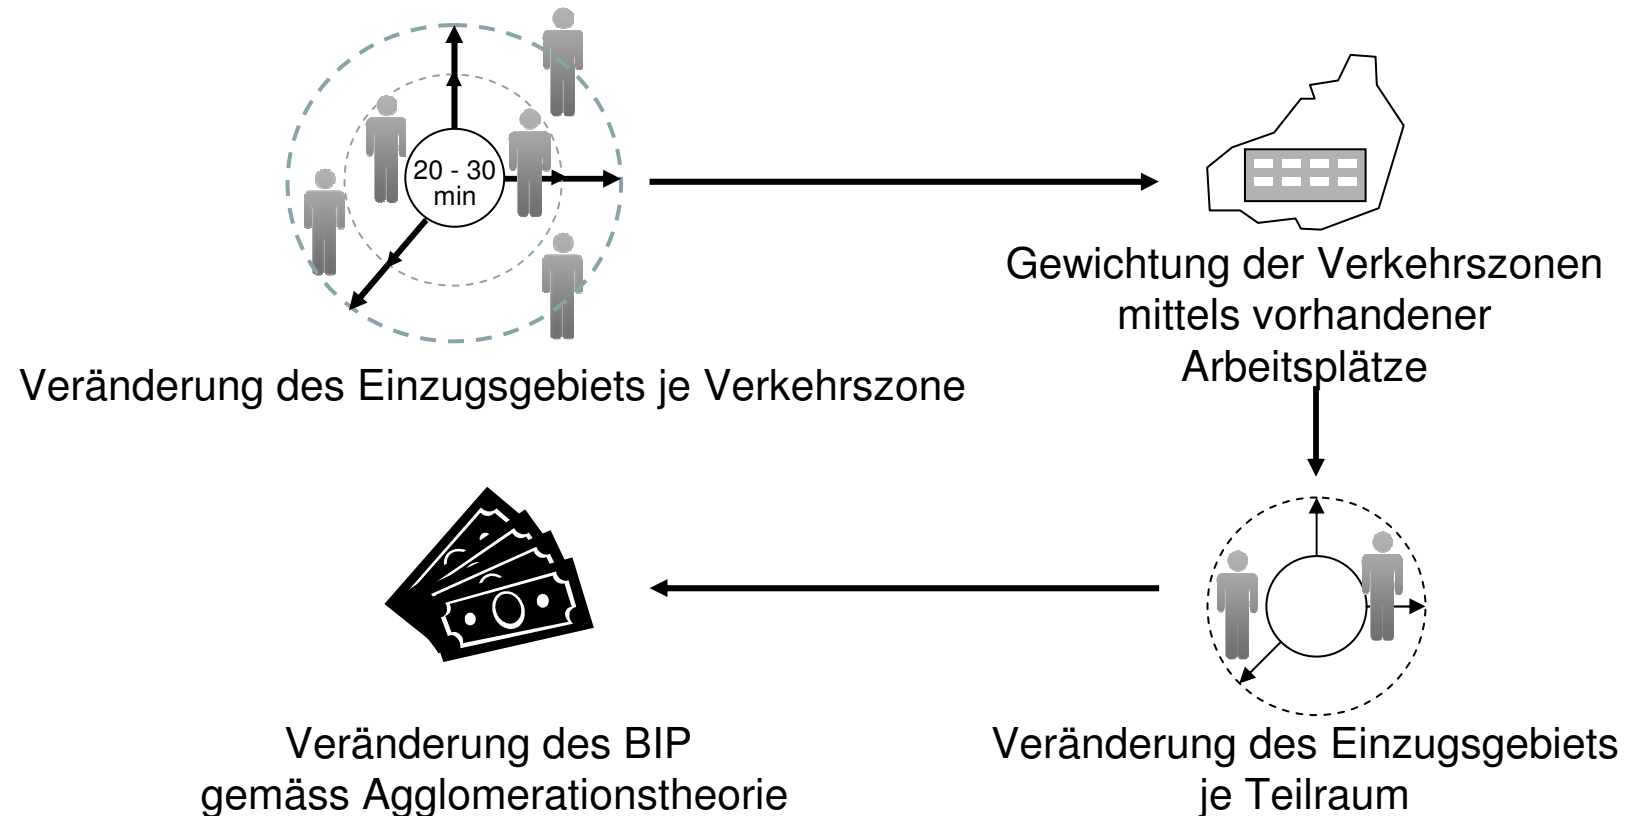 20 - 30
min
Veränderung des Einzugsgebiets je Verkehrszone
Gewichtung der Verkehrszonen
mittels vorhandener
Arbeitsplätze
Veränderung des BIP
gemäss Agglomerationstheorie
Veränderung des Einzugsgebiets
je Teilraum